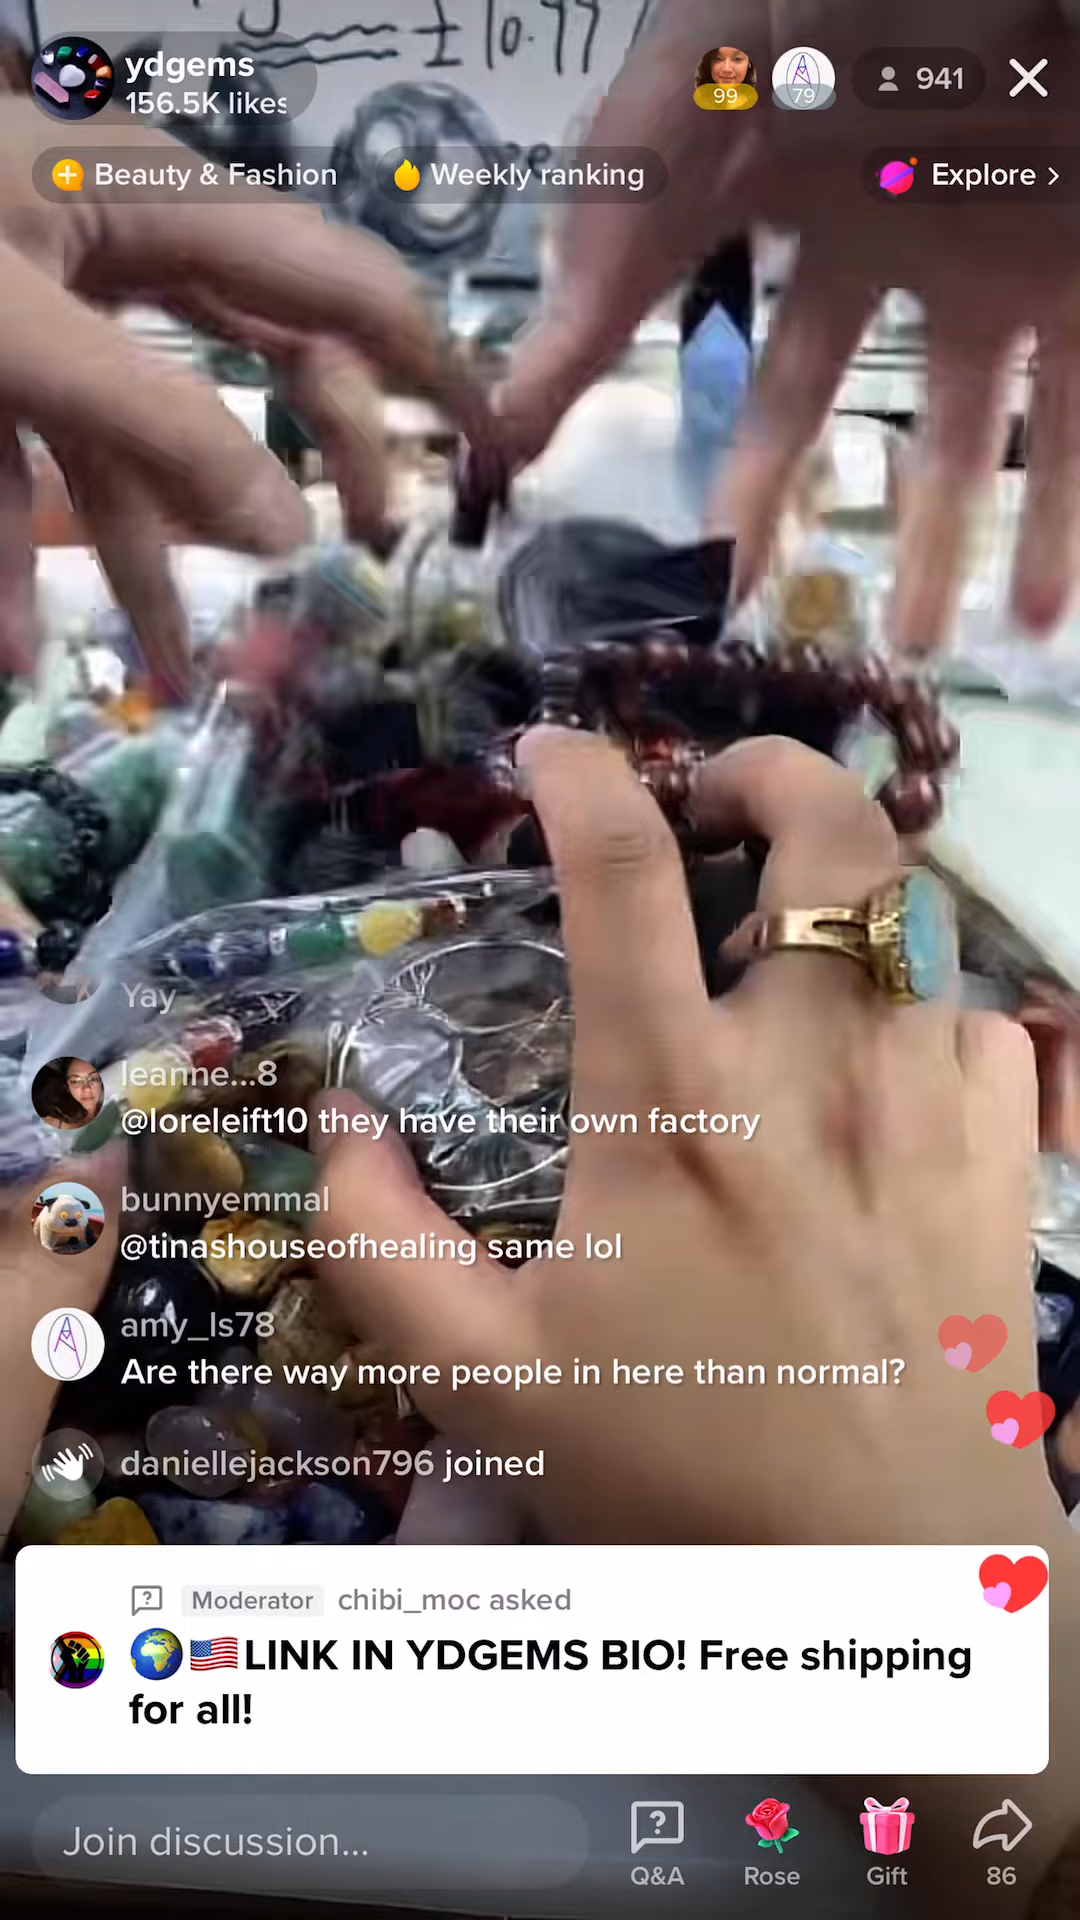 ± 10.99
ydgems
156.5K likes
99
79
941
Beauty & Fashion
Weekly ranking
Explore >
Yay
leanne...8
@loreleift10 they have their own factory
bunnyemmal
@tinashouseofhealing same lol
amy_ls78
Are there way more people in here than normal?
daniellejackson796 joined
Moderator chibi_moc asked
🌍🇺🇸LINK IN YDGEMS BIO! Free shipping
for all!
Join discussion...
Q&A
Rose
Gift
86